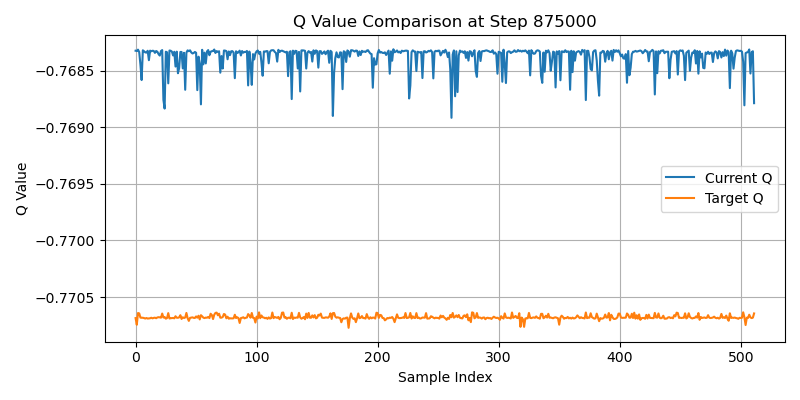 Q Value Comparison at Step 875000
Q Value
−0.7685
−0.7690
−0.7695
−0.7700
−0.7705
Current Q
Target Q
0
100
200
300
400
500
Sample Index